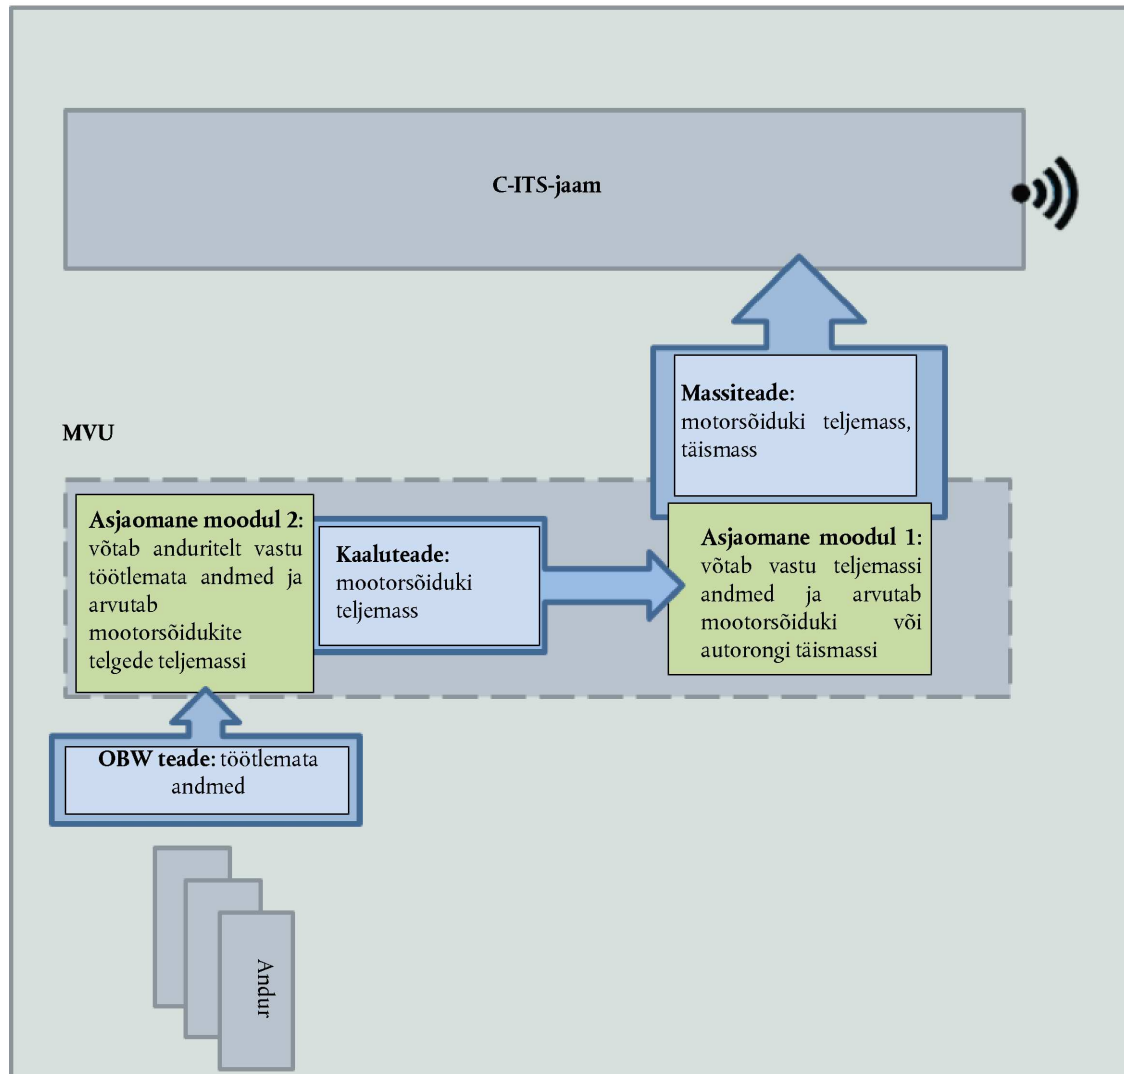 C-ITS-jaam
Massiteade:
motorsõiduki teljemass,
täismass
MVU
Asjaomane moodul 2:
võtab anduritelt vastu
töötlemata andmed ja
arvutab
mootorsõidukite
telgede teljemassi
Kaaluteade:
mootorsõiduki
teljemass
Asjaomane moodul 1:
võtab vastu teljemassi
andmed ja arvutab
mootorsõiduki või
autorongi täismassi
OBW teade: töötlemata
andmed
Andur